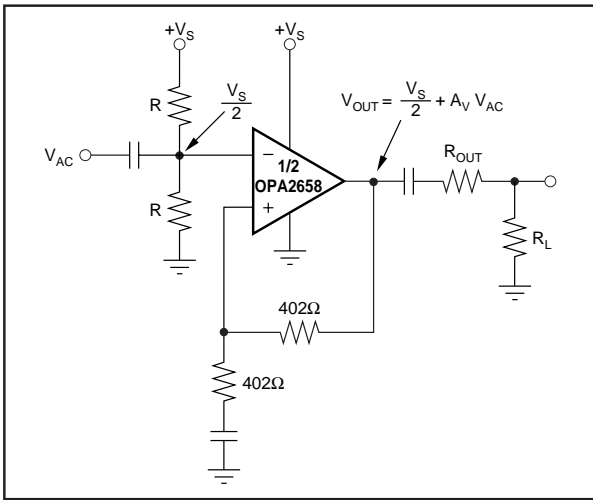 +V_S
+V_S
R
V_S
2
V_OUT = V_S/2 + A_V V_AC
V_AC
–
1/2
OPA2658
+
R_OUT
R
R_L
402Ω
402Ω